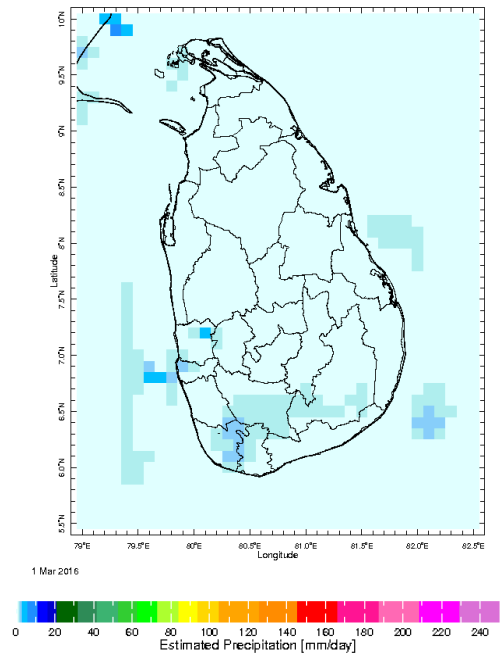 10°N
9.5°N
9°N
8.5°N
8°N
7.5°N
7.0°N
6.5°N
6.0°N
5.5°N
Latitude
79°E 79.5°E 80°E 80.5°E 81°E 81.5°E 82°E 82.5°E
Longitude
1 Mar 2016
0 20 40 60 80 100 120 140 160 180 200 220 240
Estimated Precipitation [mm/day]